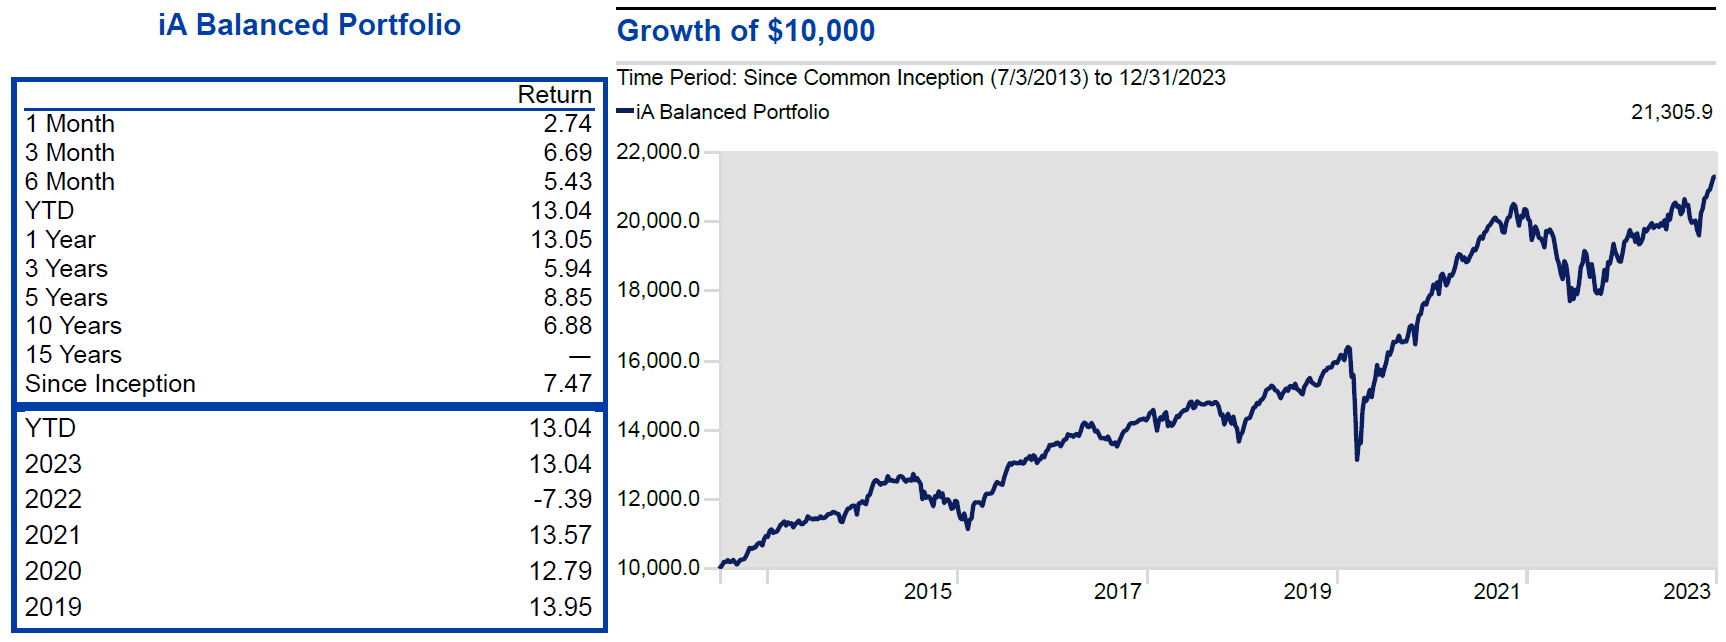 iA Balanced Portfolio
Return
1 Month 2.74
3 Month 6.69
6 Month 5.43
YTD 13.04
1 Year 13.05
3 Years 5.94
5 Years 8.85
10 Years 6.88
15 Years —
Since Inception 7.47
YTD 13.04
2023 13.04
2022 -7.39
2021 13.57
2020 12.79
2019 13.95
Growth of $10,000
Time Period: Since Common Inception (7/3/2013) to 12/31/2023
iA Balanced Portfolio 21,305.9
22,000.0
20,000.0
18,000.0
16,000.0
14,000.0
12,000.0
10,000.0
2015 2017 2019 2021 2023